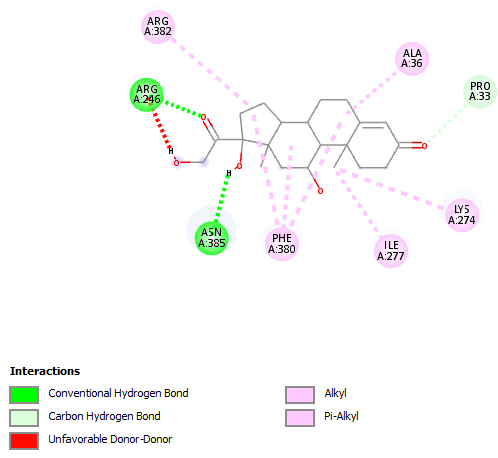 ARG
A:382
ALA
A:36
ARG
A:246
PRO
A:33
O
H
O
O
H
O
O
ASN
A:385
PHE
A:380
LYS
A:274
ILE
A:277
Interactions
Conventional Hydrogen Bond
Alkyl
Carbon Hydrogen Bond
Pi-Alkyl
Unfavorable Donor-Donor